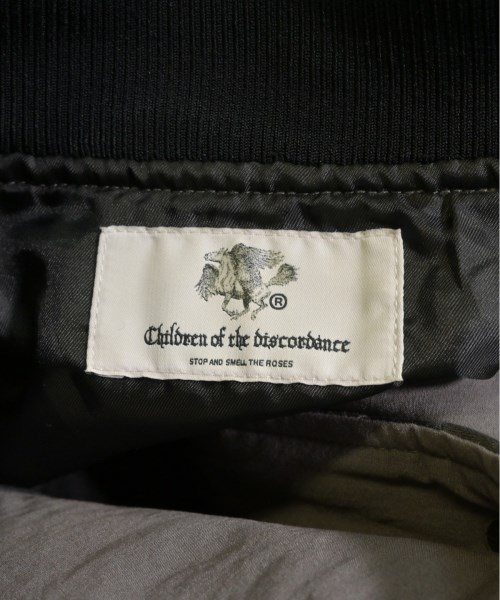 ®
Children of the discordance
STOP AND SMELL THE ROSES